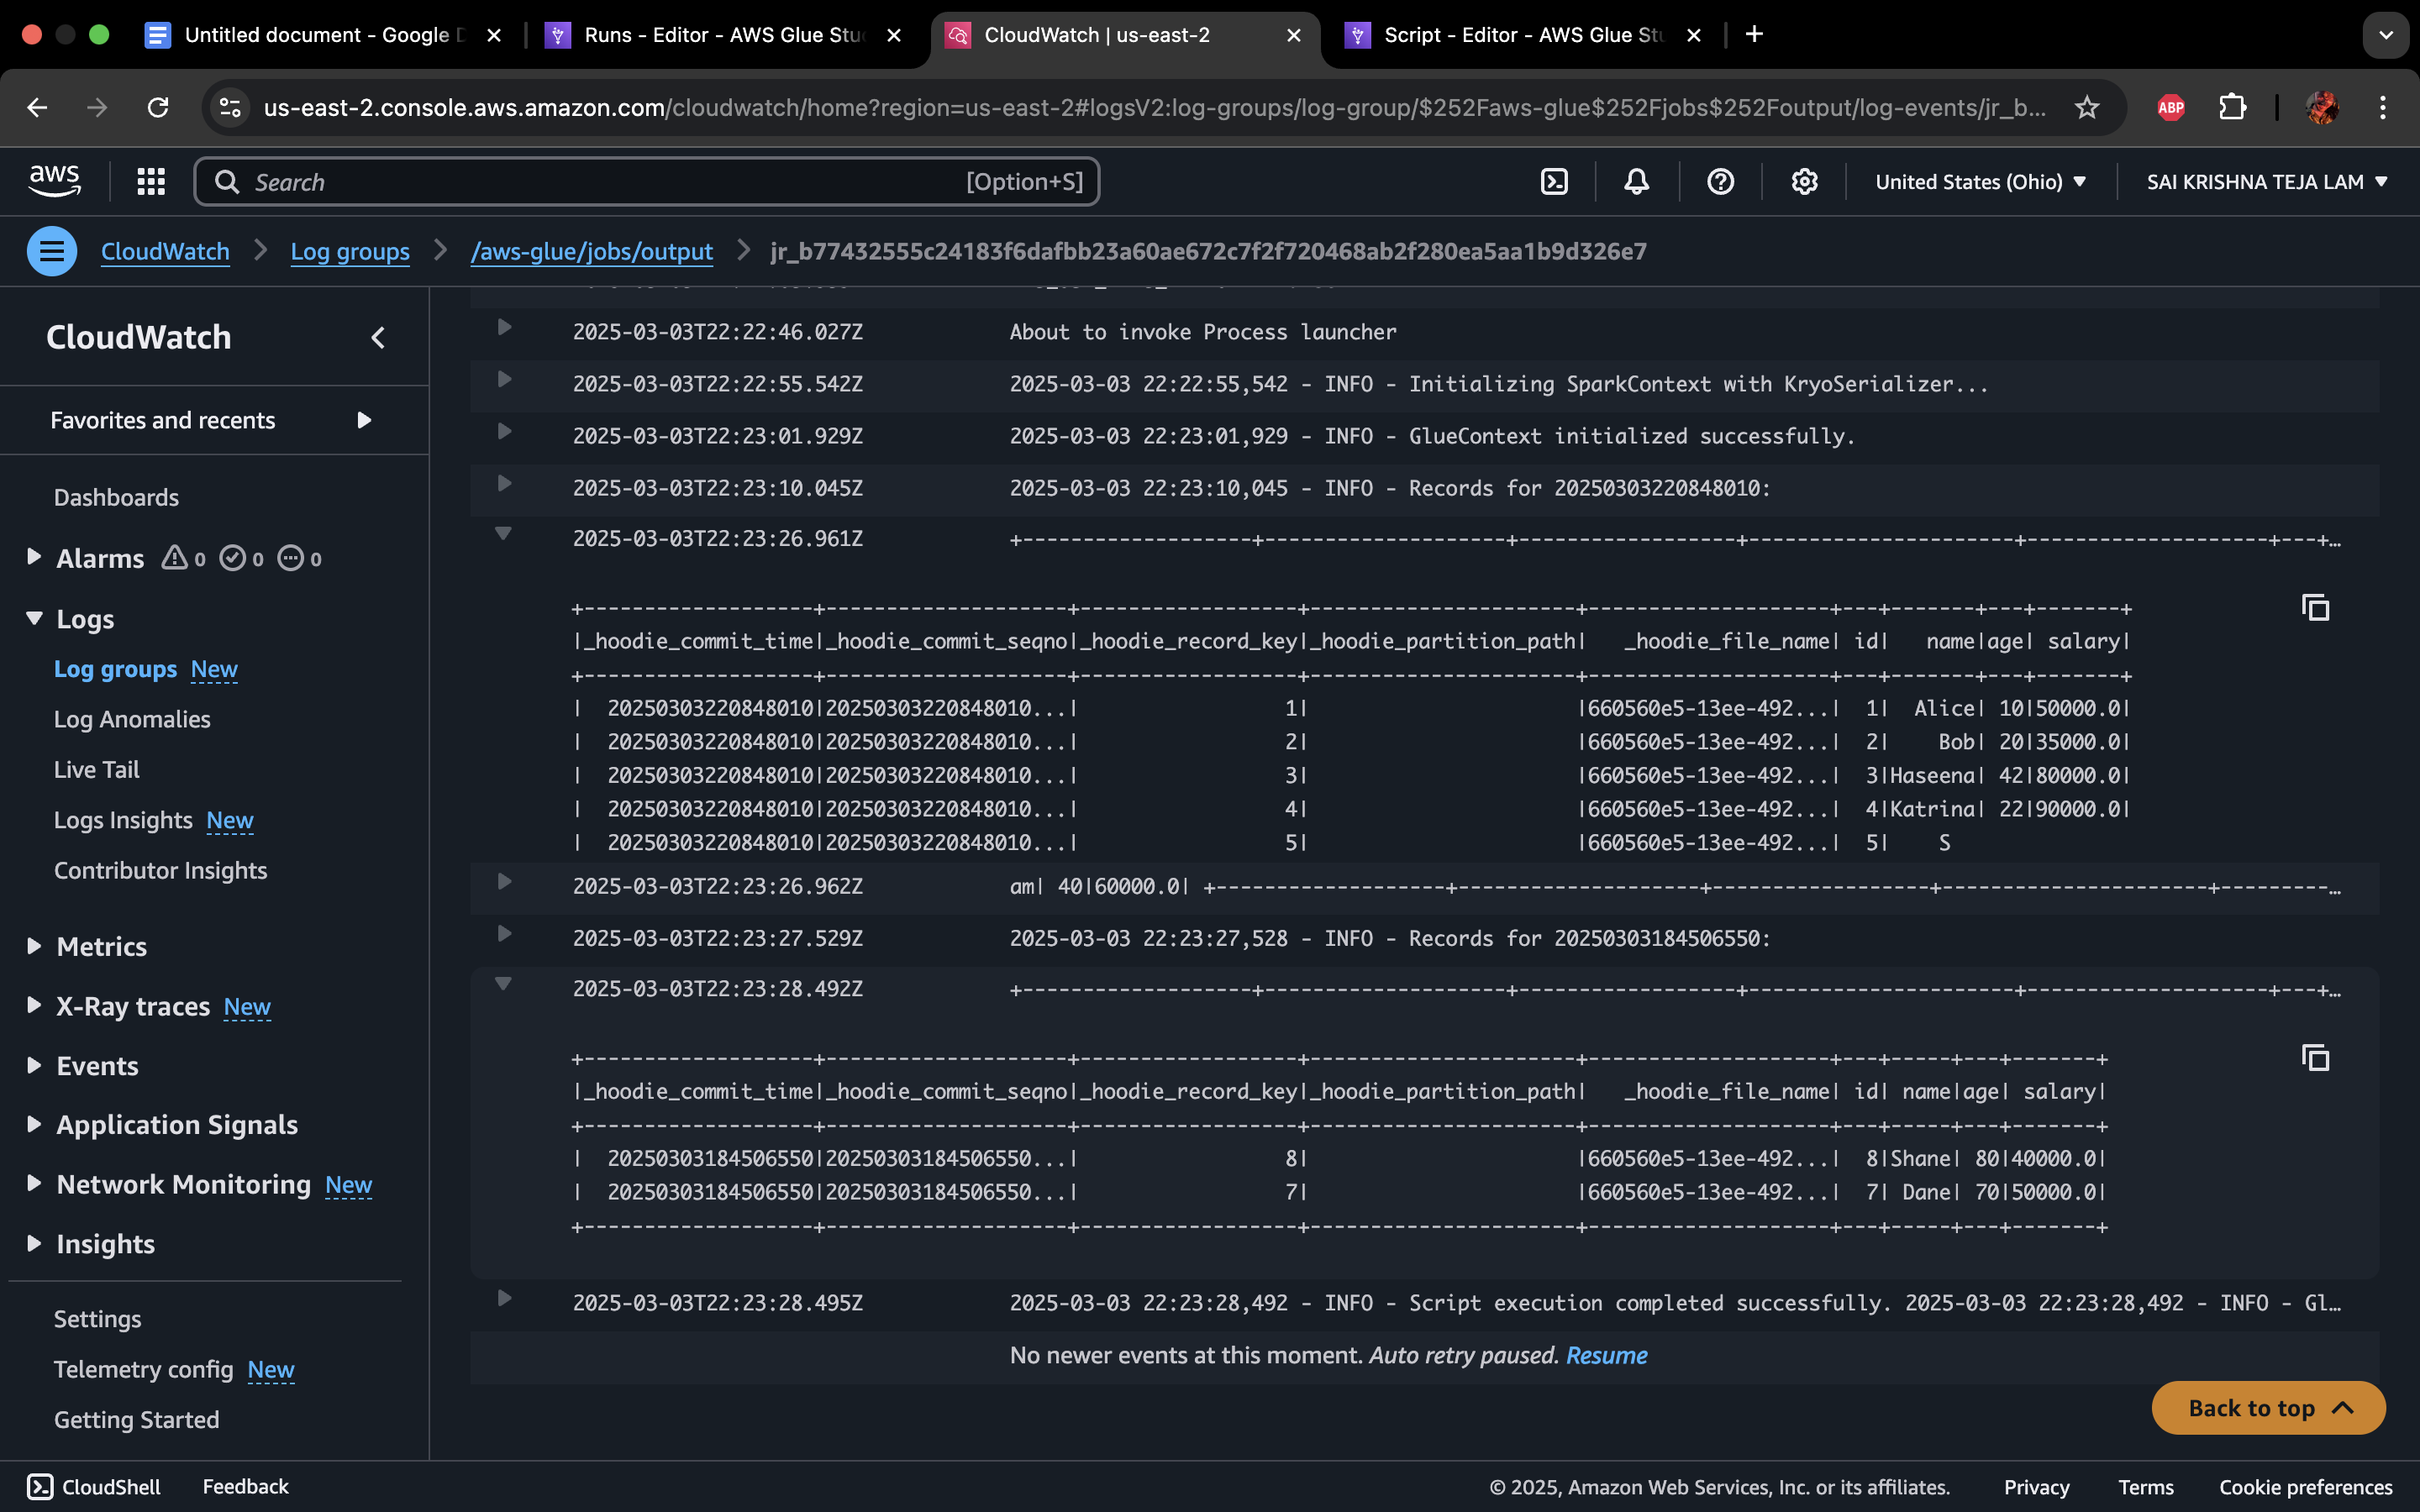 Untitled document - Google D
Runs - Editor - AWS Glue Stu
CloudWatch | us-east-2
Script - Editor - AWS Glue St
us-east-2.console.aws.amazon.com/cloudwatch/home?region=us-east-2#logsV2:log-groups/log-group/$252Faws-glue$252Fjobs$252Foutput/log-events/jr_b...
ABP
aws
Search
[Option+S]
United States (Ohio)
SAI KRISHNA TEJA LAM
CloudWatch > Log groups > /aws-glue/jobs/output > jr_b77432555c24183f6dafbb23a60ae672c7f2f720468ab2f280ea5aa1b9d326e7
CloudWatch
Favorites and recents
Dashboards
Alarms 0 0 0
Logs
Log groups New
Log Anomalies
Live Tail
Logs Insights New
Contributor Insights
Metrics
X-Ray traces New
Events
Application Signals
Network Monitoring New
Insights
Settings
Telemetry config New
Getting Started
2025-03-03T22:22:46.027Z About to invoke Process launcher
2025-03-03T22:22:55.542Z 2025-03-03 22:22:55,542 - INFO - Initializing SparkContext with KryoSerializer...
2025-03-03T22:23:01.929Z 2025-03-03 22:23:01,929 - INFO - GlueContext initialized successfully.
2025-03-03T22:23:10.045Z 2025-03-03 22:23:10,045 - INFO - Records for 20250303220848010:
2025-03-03T22:23:26.961Z +-------------------+--------------------+------------------+----------------------+--------------------+---+…
+-------------------+--------------------+------------------+----------------------+--------------------+---+-------+---+-------+
|_hoodie_commit_time|_hoodie_commit_seqno|_hoodie_record_key|_hoodie_partition_path|   _hoodie_file_name| id|   name|age| salary|
+-------------------+--------------------+------------------+----------------------+--------------------+---+-------+---+-------+
|  20250303220848010|20250303220848010...|                 1|                      |660560e5-13ee-492...|  1|  Alice| 10|50000.0|
|  20250303220848010|20250303220848010...|                 2|                      |660560e5-13ee-492...|  2|    Bob| 20|35000.0|
|  20250303220848010|20250303220848010...|                 3|                      |660560e5-13ee-492...|  3|Haseena| 42|80000.0|
|  20250303220848010|20250303220848010...|                 4|                      |660560e5-13ee-492...|  4|Katrina| 22|90000.0|
|  20250303220848010|20250303220848010...|                 5|                      |660560e5-13ee-492...|  5|    S
2025-03-03T22:23:26.962Z am| 40|60000.0| +-------------------+--------------------+------------------+----------------------+---------…
2025-03-03T22:23:27.529Z 2025-03-03 22:23:27,528 - INFO - Records for 20250303184506550:
2025-03-03T22:23:28.492Z +-------------------+--------------------+------------------+----------------------+--------------------+---+…
+-------------------+--------------------+------------------+----------------------+--------------------+---+-----+---+-------+
|_hoodie_commit_time|_hoodie_commit_seqno|_hoodie_record_key|_hoodie_partition_path|   _hoodie_file_name| id| name|age| salary|
+-------------------+--------------------+------------------+----------------------+--------------------+---+-----+---+-------+
|  20250303184506550|20250303184506550...|                 8|                      |660560e5-13ee-492...|  8|Shane| 80|40000.0|
|  20250303184506550|20250303184506550...|                 7|                      |660560e5-13ee-492...|  7| Dane| 70|50000.0|
+-------------------+--------------------+------------------+----------------------+--------------------+---+-----+---+-------+
2025-03-03T22:23:28.495Z 2025-03-03 22:23:28,492 - INFO - Script execution completed successfully. 2025-03-03 22:23:28,492 - INFO - Gl…
No newer events at this moment. Auto retry paused. Resume
Back to top
CloudShell
Feedback
© 2025, Amazon Web Services, Inc. or its affiliates.
Privacy
Terms
Cookie preferences